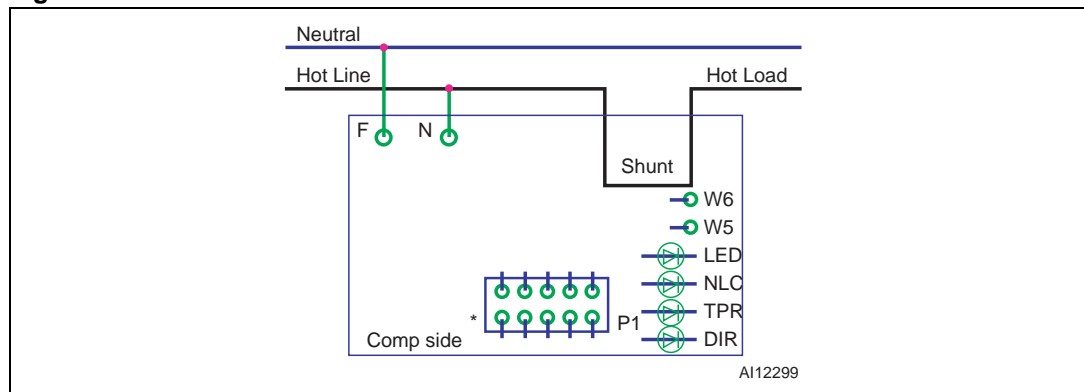 Neutral
Hot Line
Hot Load
F
N
Shunt
W6
W5
LED
NLC
TPR
DIR
*
P1
Comp side
AI12299